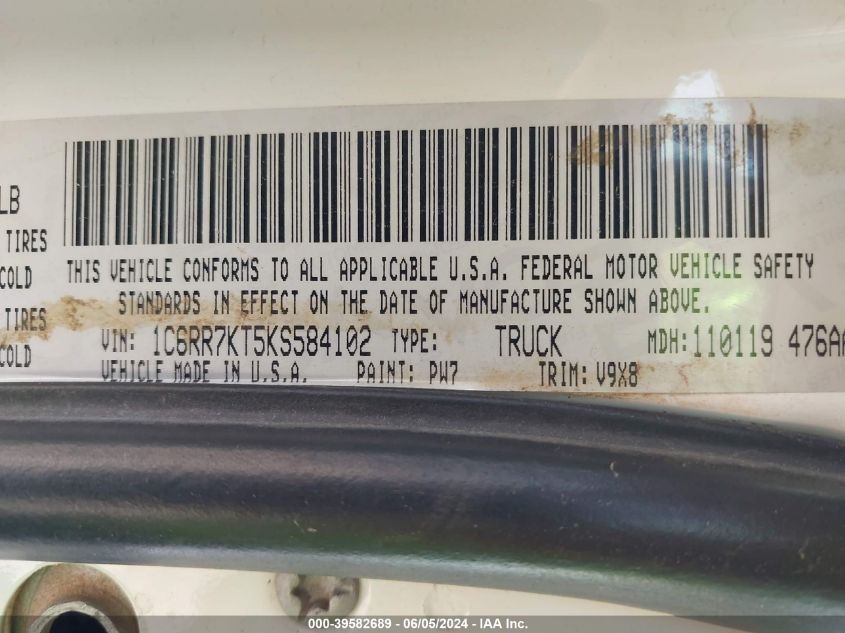 LB
TIRES
COLD
THIS VEHICLE CONFORMS TO ALL APPLICABLE U.S.A. FEDERAL MOTOR VEHICLE SAFETY
STANDARDS IN EFFECT ON THE DATE OF MANUFACTURE SHOWN ABOVE.
TIRES
VIN: 1C6RR7KT5KS584102 TYPE: TRUCK MDH: 110119 476AA
COLD
VEHICLE MADE IN U.S.A. PAINT: PW7 TRIM: V9X8
000-39582689 - 06/05/2024 - IAA Inc.